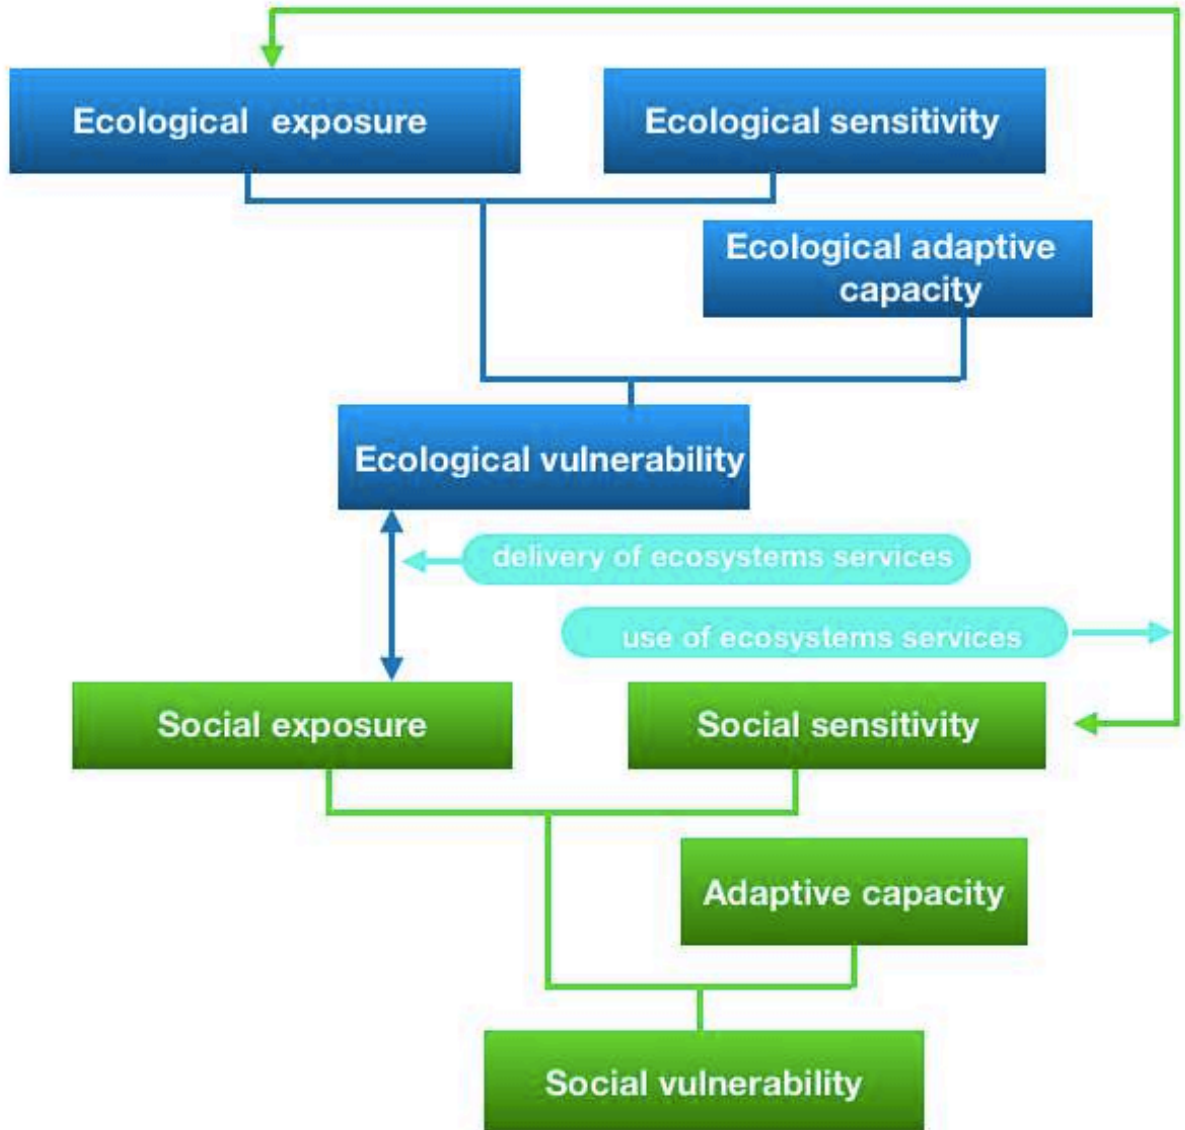 Ecological exposure
Ecological sensitivity
Ecological adaptive
capacity
Ecological vulnerability
delivery of ecosystems services
use of ecosystems services
Social exposure
Social sensitivity
Adaptive capacity
Social vulnerability